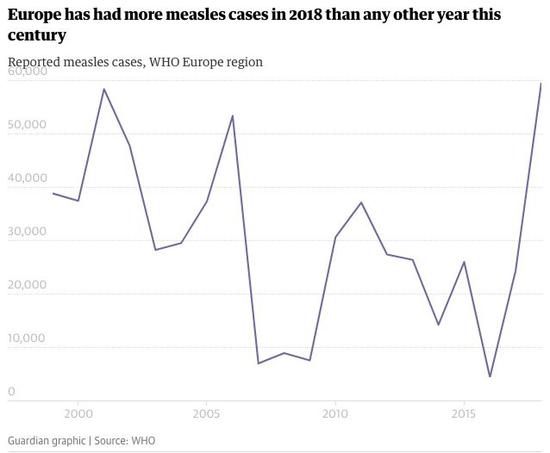 Europe has had more measles cases in 2018 than any other year this
century
Reported measles cases, WHO Europe region
60,000
50,000
40,000
30,000
20,000
10,000
0
2000 2005 2010 2015
Guardian graphic | Source: WHO